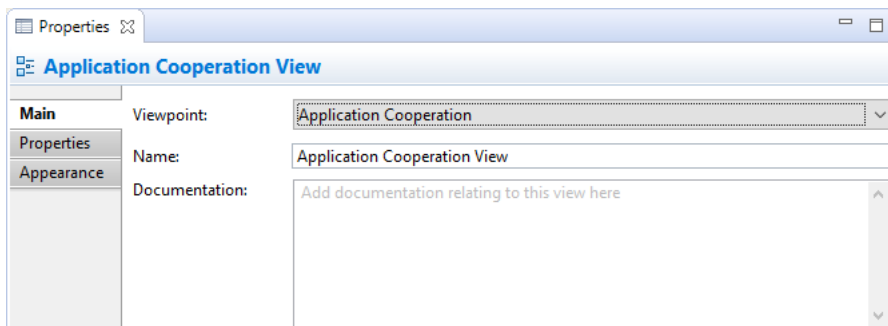 Properties
Application Cooperation View
Main
Viewpoint: Application Cooperation
Properties
Name: Application Cooperation View
Appearance
Documentation: Add documentation relating to this view here